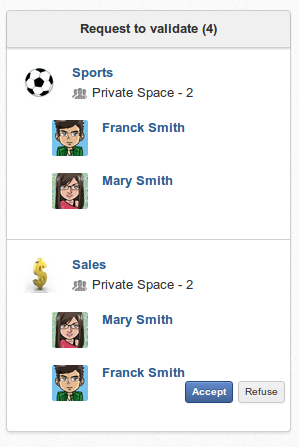 Request to validate (4)
Sports
Private Space - 2
Franck Smith
Mary Smith
Sales
Private Space - 2
Mary Smith
Franck Smith
Accept Refuse